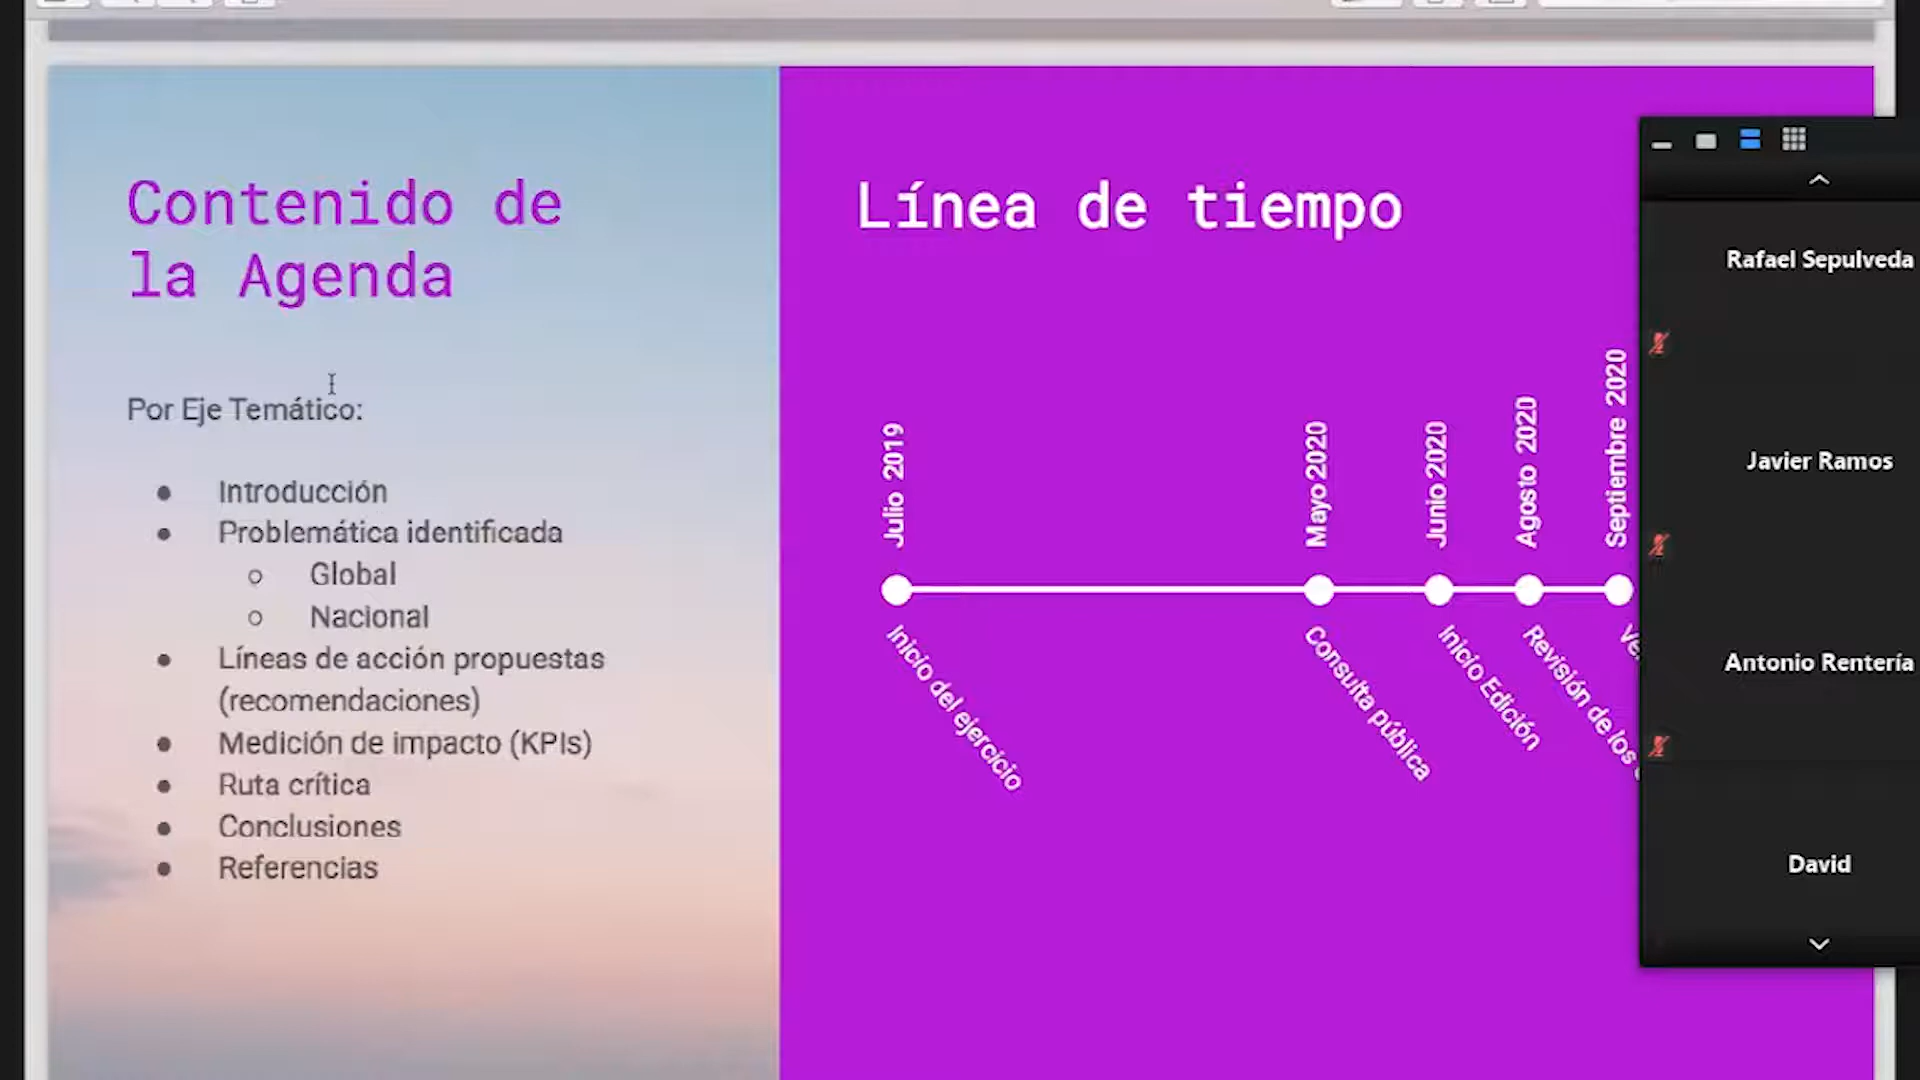 Contenido de
la Agenda
Por Eje Temático:
Introducción
Problemática identificada
Global
Nacional
Líneas de acción propuestas
(recomendaciones)
Medición de impacto (KPIs)
Ruta crítica
Conclusiones
Referencias
Línea de tiempo
Julio 2019
Mayo 2020
Junio 2020
Agosto 2020
Septiembre 2020
Inicio del ejercicio
Consulta pública
Inicio Edición
Revisión de los
Rafael Sepulveda
Javier Ramos
Antonio Rentería
David